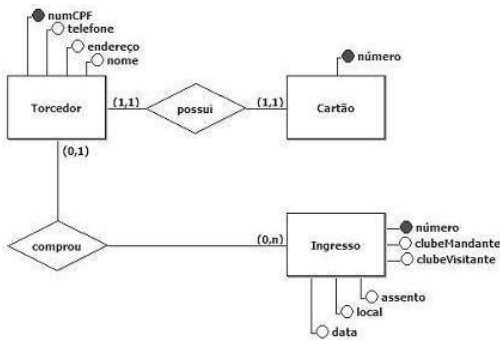 numCPF
telefone
endereço
nome
número
Torcedor
(1,1)
possui
(1,1)
Cartão
(0,1)
comprou
(0,n)
Ingresso
número
clubeMandante
clubeVisitante
assento
local
data